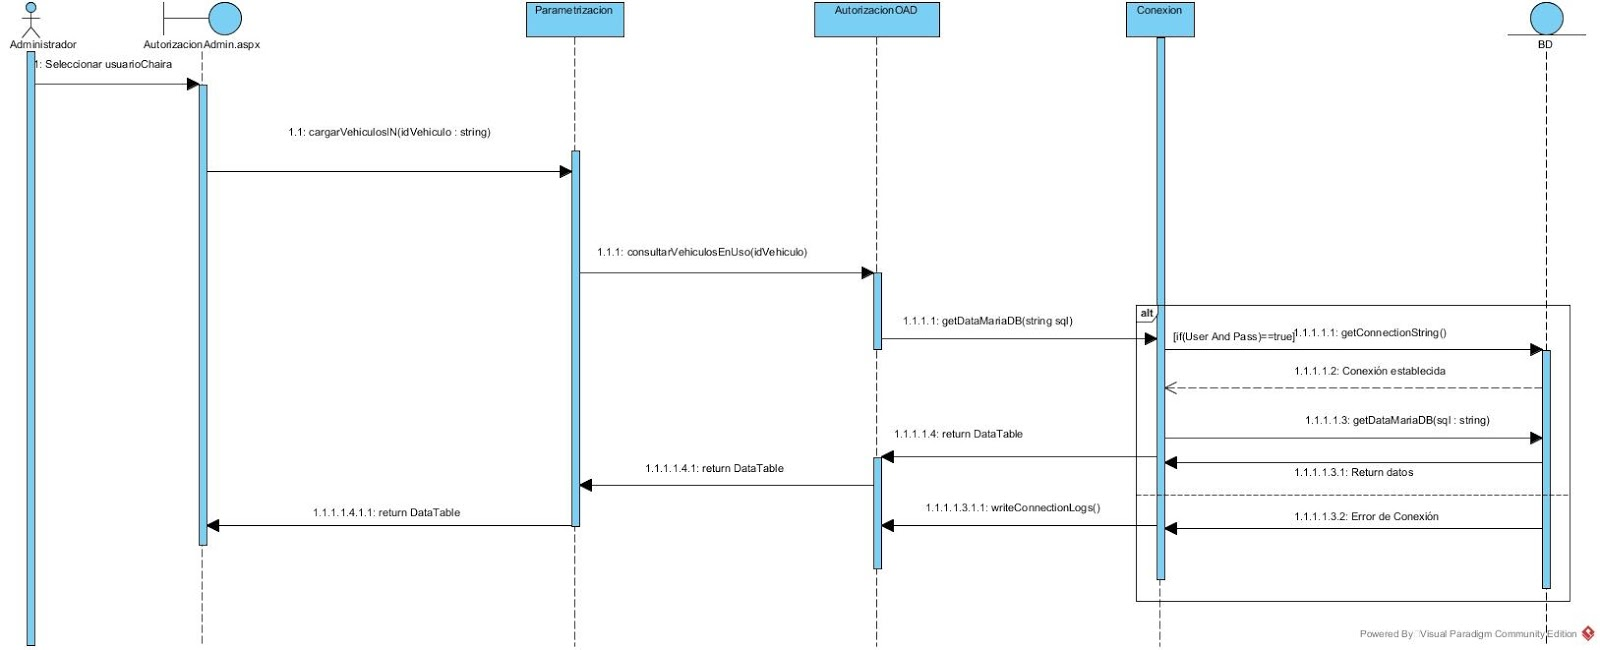 Parametrizacion
AutorizacionOAD
Conexion
Administrador
AutorizacionAdmin.aspx
BD
1: Seleccionar usuarioChaira
1.1: cargarVehiculosIN(idVehiculo : string)
1.1.1: consultarVehiculosEnUso(idVehiculo)
alt
1.1.1.1: getDataMariaDB(string sql)
[if(User And Pass)==true]
1.1.1.1.1: getConnectionString()
1.1.1.1.2: Conexión establecida
1.1.1.1.3: getDataMariaDB(sql : string)
1.1.1.1.4: return DataTable
1.1.1.1.4.1: return DataTable
1.1.1.1.3.1: Return datos
1.1.1.1.4.1.1: return DataTable
1.1.1.1.3.1.1: writeConnectionLogs()
1.1.1.1.3.2: Error de Conexión
Powered By Visual Paradigm Community Edition